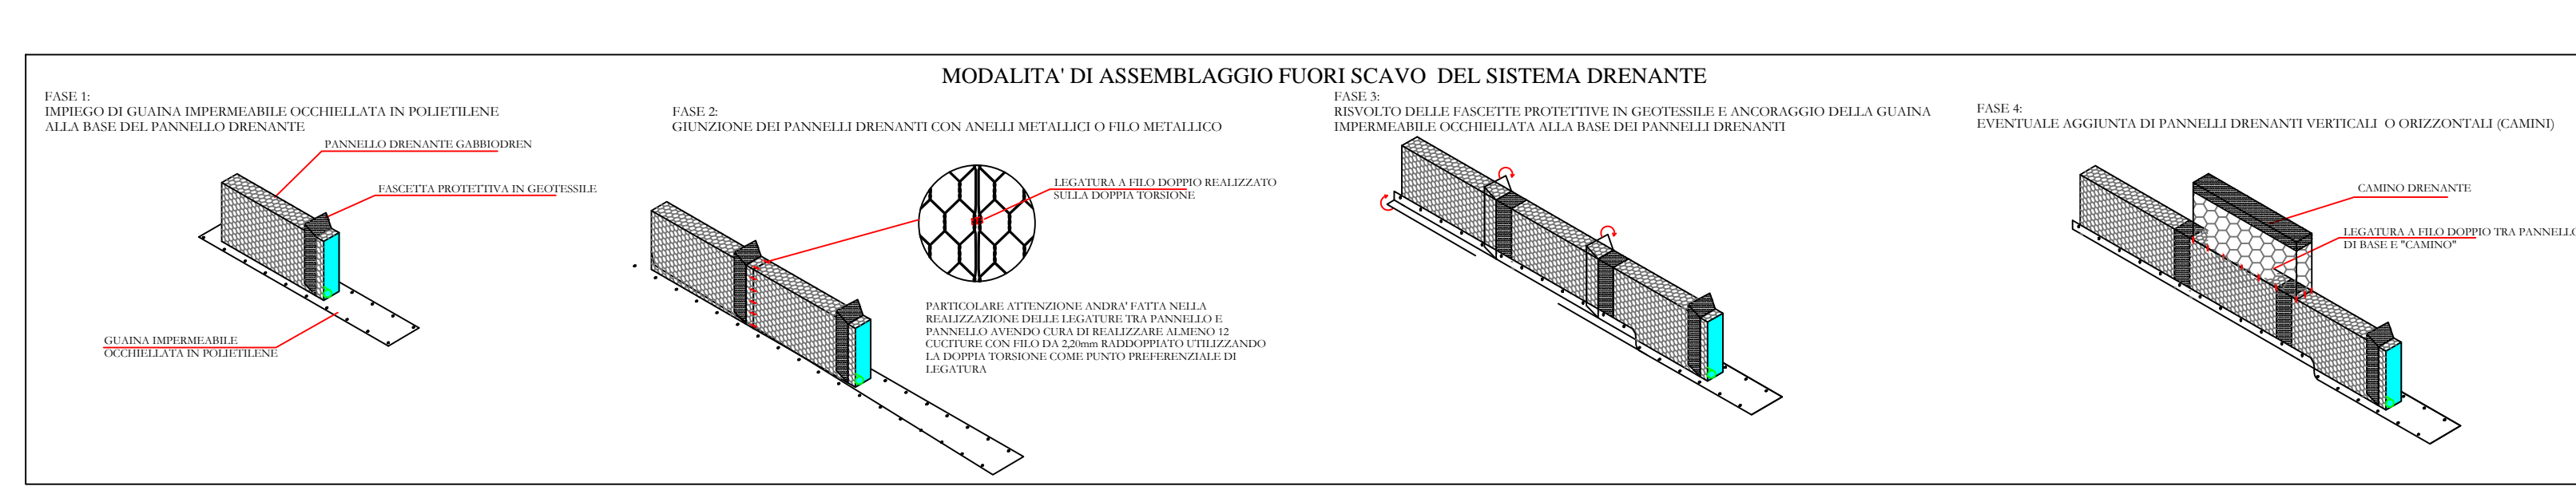 MODALITA' DI ASSEMBLAGGIO FUORI SCAVO DEL SISTEMA DRENANTE
FASE 1:
IMPIEGO DI GUAINA IMPERMEABILE OCCHIELLATA IN POLIETILENE
ALLA BASE DEL PANNELLO DRENANTE
PANNELLO DRENANTE GABBIODREN
FASCETTA PROTETTIVA IN GEOTESSILE
GUAINA IMPERMEABILE
OCCHIELLATA IN POLIETILENE
FASE 2:
GIUNZIONE DEI PANNELLI DRENANTI CON ANELLI METALLICI O FILO METALLICO
LEGATURA A FILO DOPPIO REALIZZATO
SULLA DOPPIA TORSIONE
PARTICOLARE ATTENZIONE ANDRA' FATTA NELLA
REALIZZAZIONE DELLE LEGATURE TRA PANNELLO E
PANNELLO AVENDO CURA DI REALIZZARE ALMENO 12
CUCITURE CON FILO DA 2,20mm RADDOPPIATO UTILIZZANDO
LA DOPPIA TORSIONE COME PUNTO PREFERENZIALE DI
LEGATURA
FASE 3:
RISVOLTO DELLE FASCETTE PROTETTIVE IN GEOTESSILE E ANCORAGGIO DELLA GUAINA
IMPERMEABILE OCCHIELLATA ALLA BASE DEI PANNELLI DRENANTI
FASE 4:
EVENTUALE AGGIUNTA DI PANNELLI DRENANTI VERTICALI O ORIZZONTALI (CAMINI)
CAMINO DRENANTE
LEGATURA A FILO DOPPIO TRA PANNELLO
DI BASE E "CAMINO"